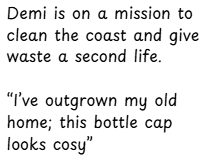 Demi is on a mission to
clean the coast and give
waste a second life.
“I've outgrown my old
home; this bottle cap
looks cosy”